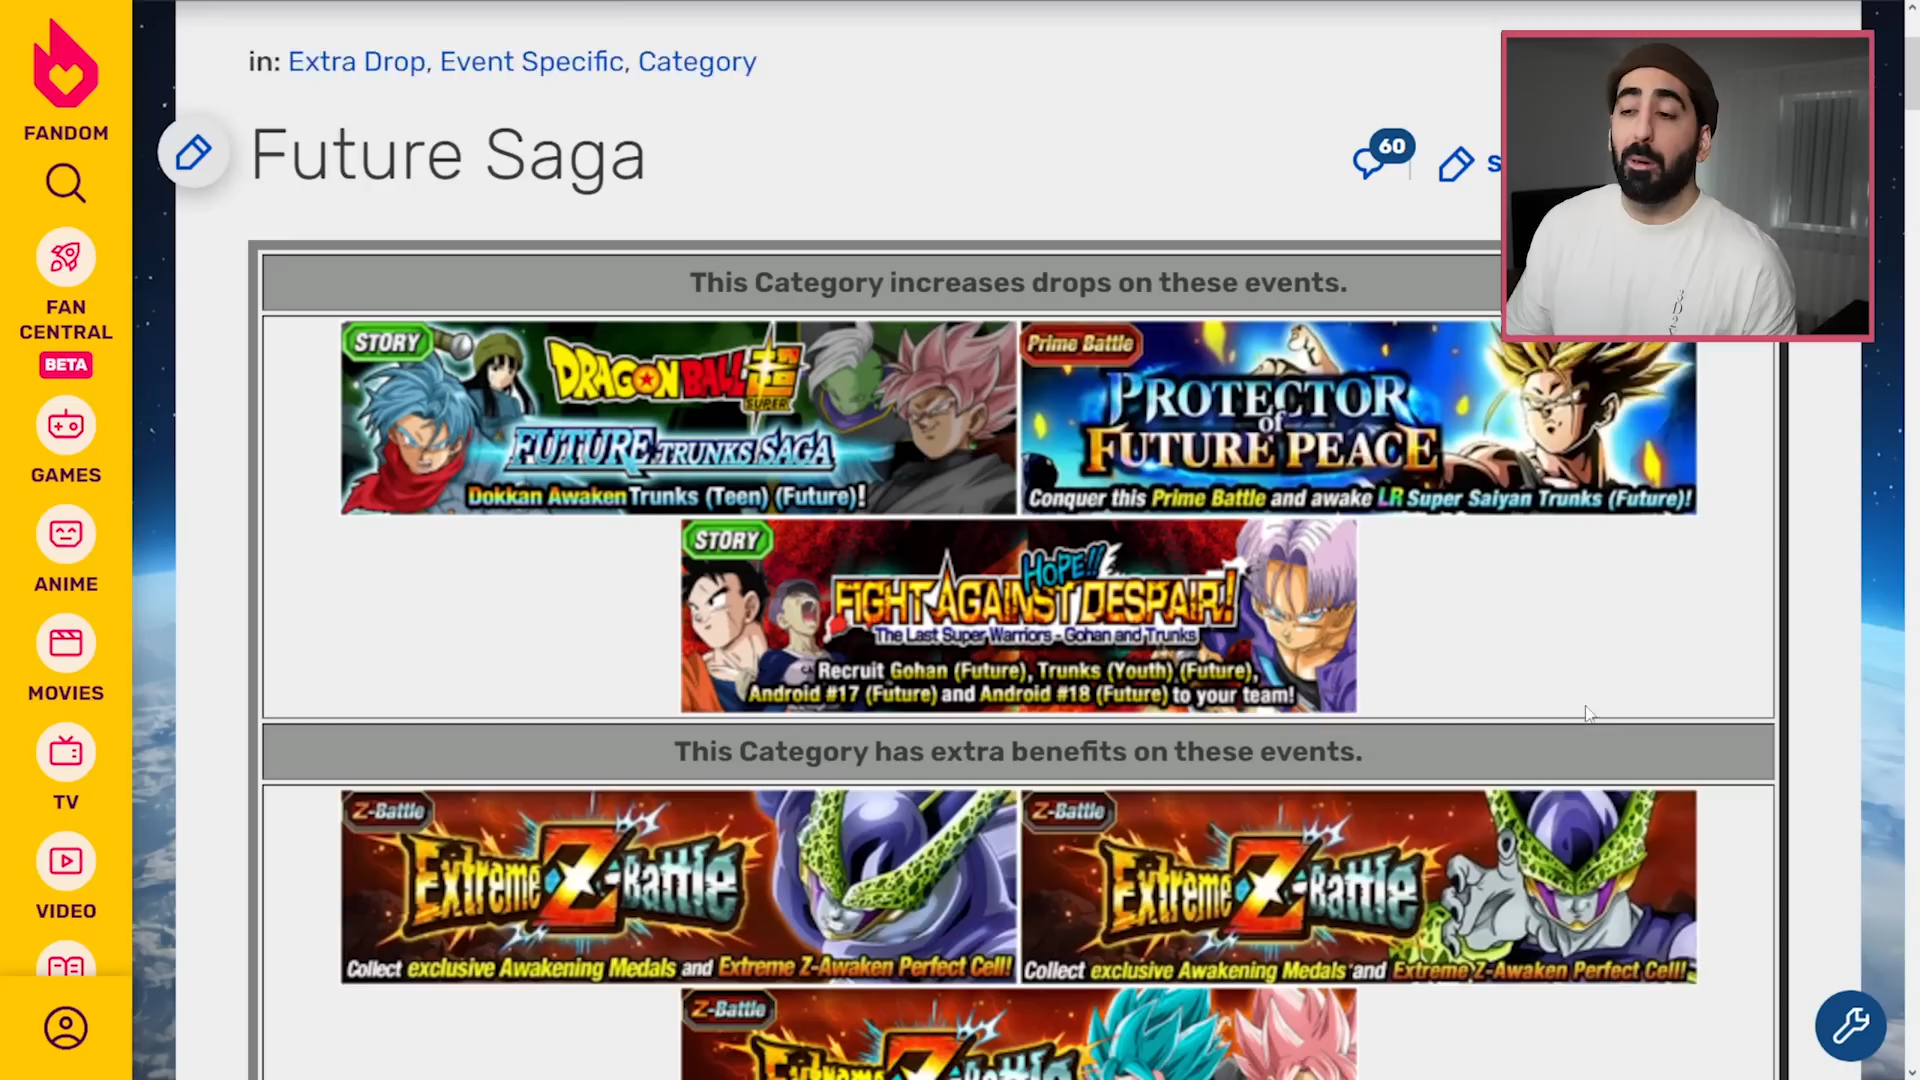 in: Extra Drop, Event Specific, Category
FANDOM
Future Saga
60
S
FAN
CENTRAL
BETA
GAMES
ANIME
MOVIES
TV
VIDEO
This Category increases drops on these events.
STORY
DRAGON BALL
SUPER
FUTURE TRUNKS SAGA
Dokkan Awaken Trunks (Teen) (Future)!
Prime Battle
PROTECTOR
of
FUTURE PEACE
Conquer this Prime Battle and awake LR Super Saiyan Trunks (Future)!
STORY
HOPE!!
FIGHT AGAINST DESPAIR!
The Last Super Warriors - Gohan and Trunks
Recruit Gohan (Future), Trunks (Youth) (Future),
Android #17 (Future) and Android #18 (Future) to your team!
This Category has extra benefits on these events.
Z-Battle
Extreme Z-Battle
Collect exclusive Awakening Medals and Extreme Z-Awaken Perfect Cell!
Z-Battle
Extreme Z-Battle
Collect exclusive Awakening Medals and Extreme Z-Awaken Perfect Cell!
Z-Battle
Extreme Z-Battle